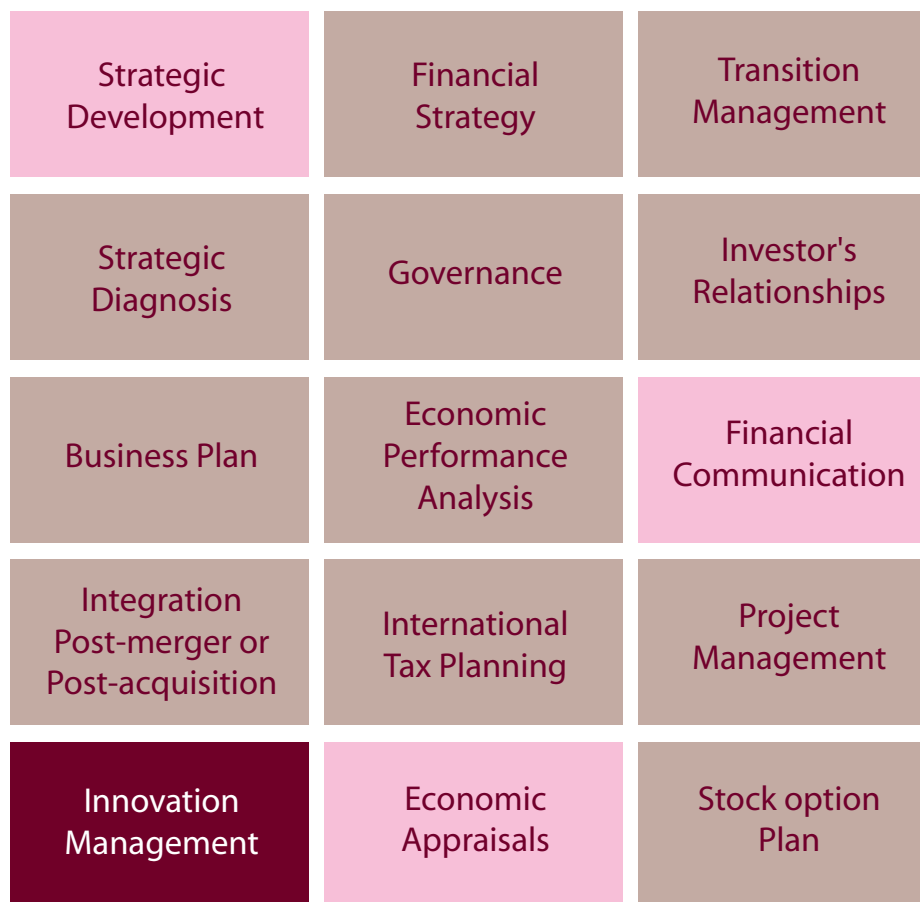 Strategic
Development
Financial
Strategy
Transition
Management
Strategic
Diagnosis
Governance
Investor's
Relationships
Business Plan
Economic
Performance
Analysis
Financial
Communication
Integration
Post-merger or
Post-acquisition
International
Tax Planning
Project
Management
Innovation
Management
Economic
Appraisals
Stock option
Plan